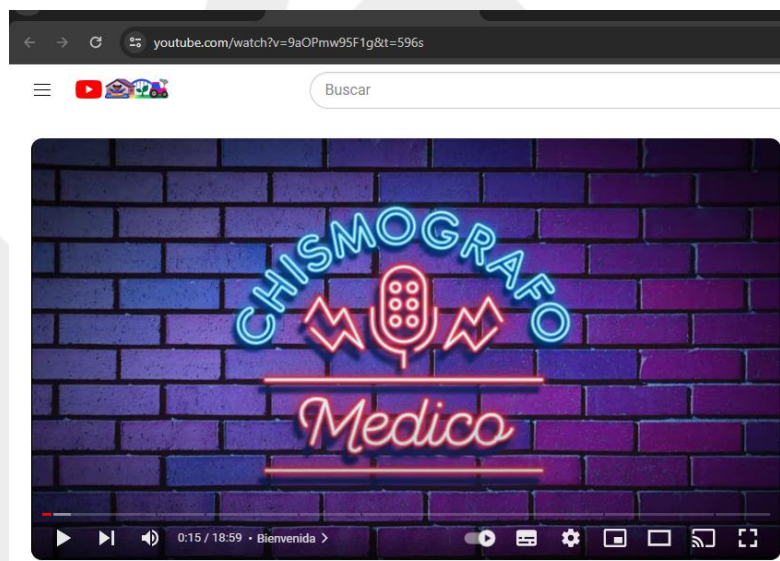 youtube.com/watch?v=9aOPmw95F1g&t=596s
Buscar
CHISMOGRAFO
Medico
0:15 / 18:59 • Bienvenida >